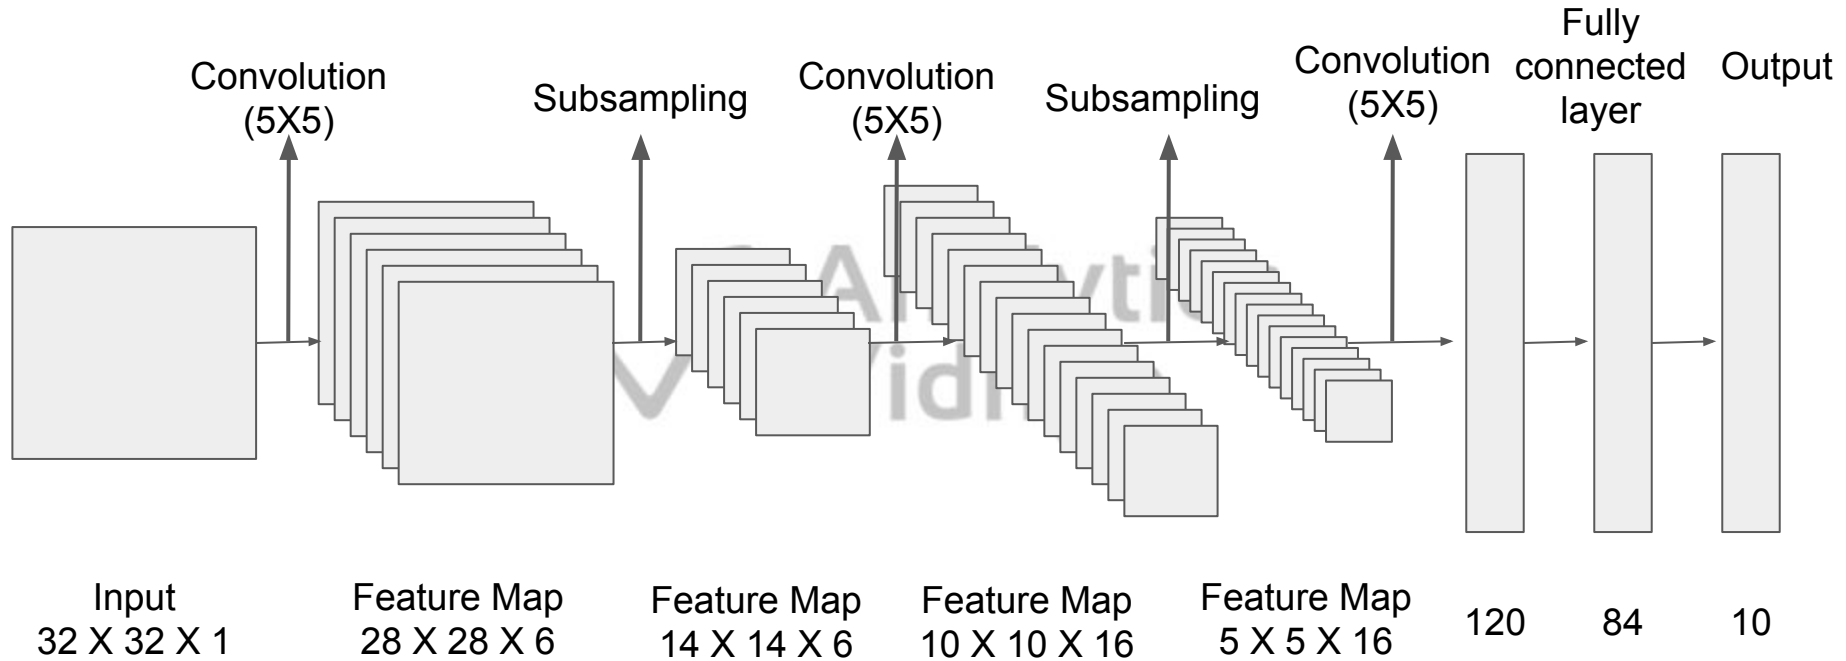 Convolution
(5X5)
Subsampling
Convolution
(5X5)
Subsampling
Convolution
(5X5)
Fully
connected
layer
Output
Input
32 X 32 X 1
Feature Map
28 X 28 X 6
Feature Map
14 X 14 X 6
Feature Map
10 X 10 X 16
Feature Map
5 X 5 X 16
120
84
10